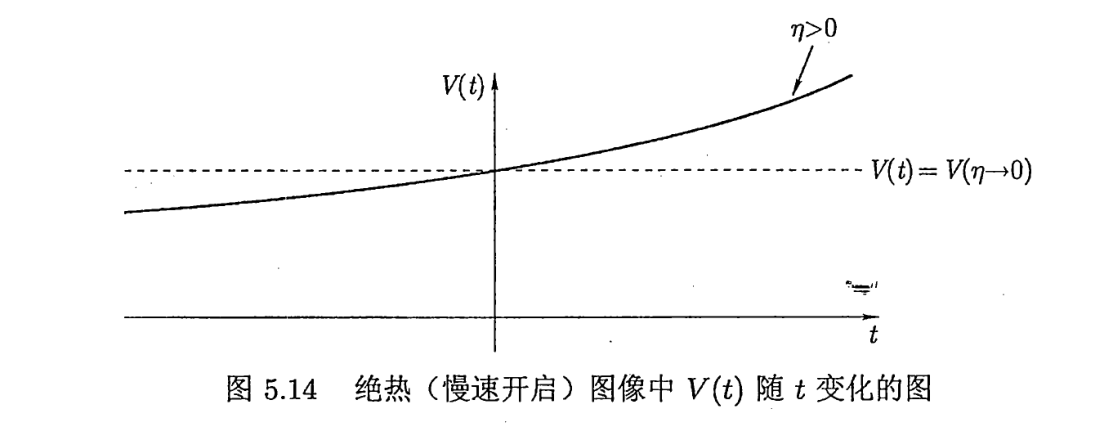 η>0
V(t)
V(t)= V(η→0)
t
图 5.14 绝热（慢速开启）图像中 V(t) 随 t 变化的图